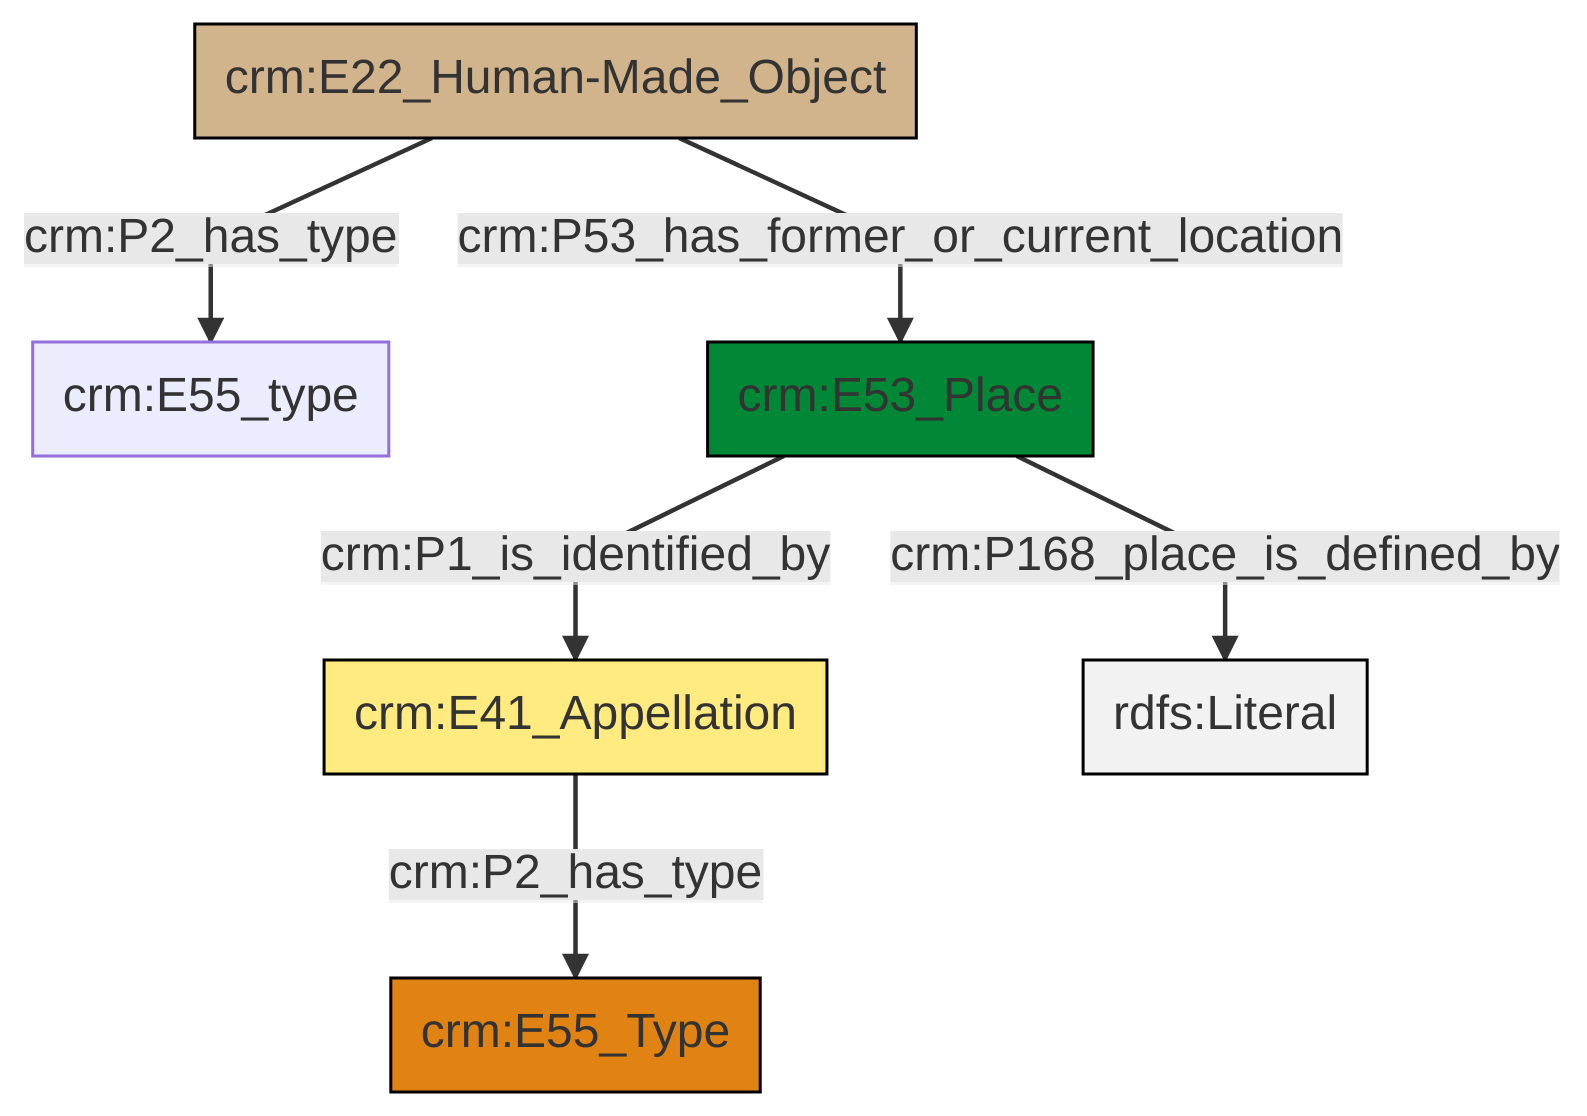 crm:E22_Human-Made_Object
crm:P2_has_type
crm:P53_has_former_or_current_location
crm:E55_type
crm:E53_Place
crm:P1_is_identified_by
crm:P168_place_is_defined_by
crm:E41_Appellation
rdfs:Literal
crm:P2_has_type
crm:E55_Type